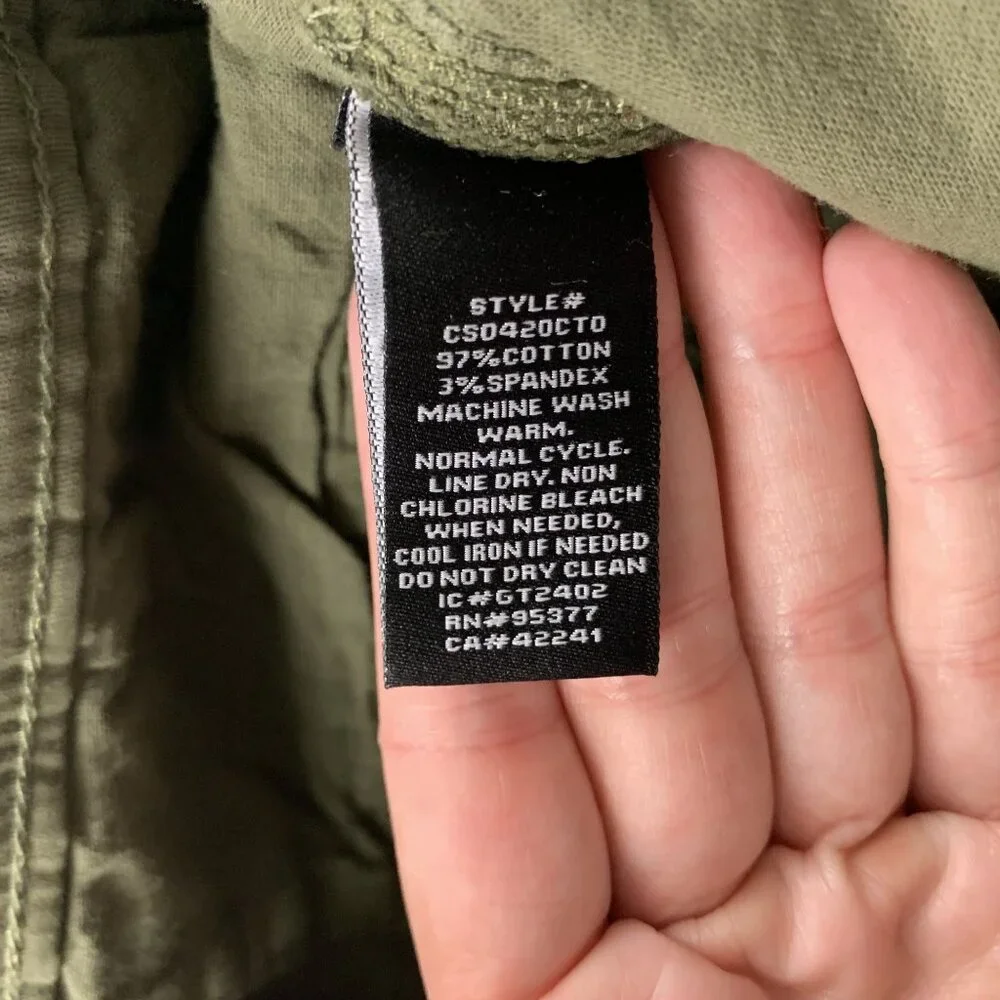 STYLE#
CS0420CT0
97%COTTON
3%SPANDEX
MACHINE WASH
WARM.
NORMAL CYCLE.
LINE DRY. NON
CHLORINE BLEACH
WHEN NEEDED,
COOL IRON IF NEEDED
DO NOT DRY CLEAN
IC#GT2402
RN#95377
CA#42241